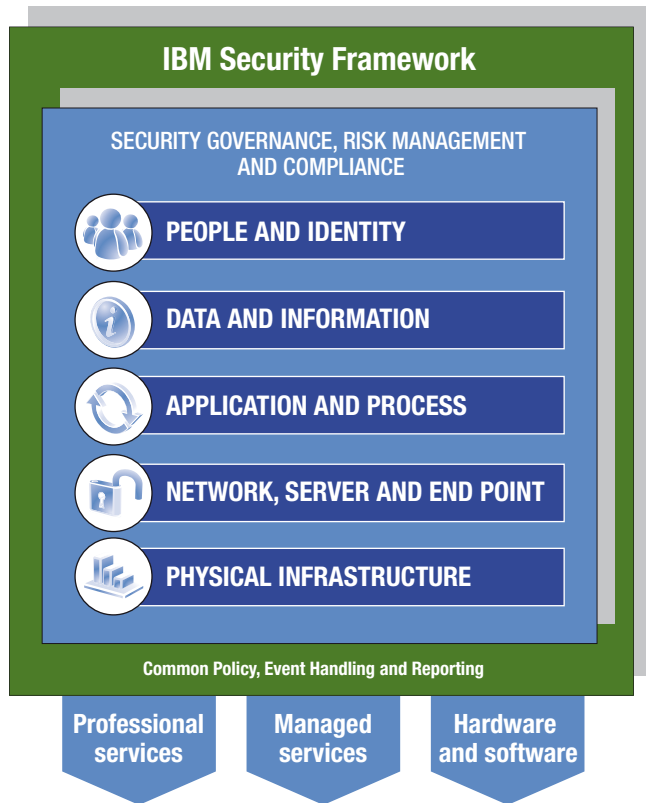 IBM Security Framework
SECURITY GOVERNANCE, RISK MANAGEMENT
AND COMPLIANCE
PEOPLE AND IDENTITY
i
DATA AND INFORMATION
APPLICATION AND PROCESS
NETWORK, SERVER AND END POINT
PHYSICAL INFRASTRUCTURE
Common Policy, Event Handling and Reporting
Professional
services
Managed
services
Hardware
and software